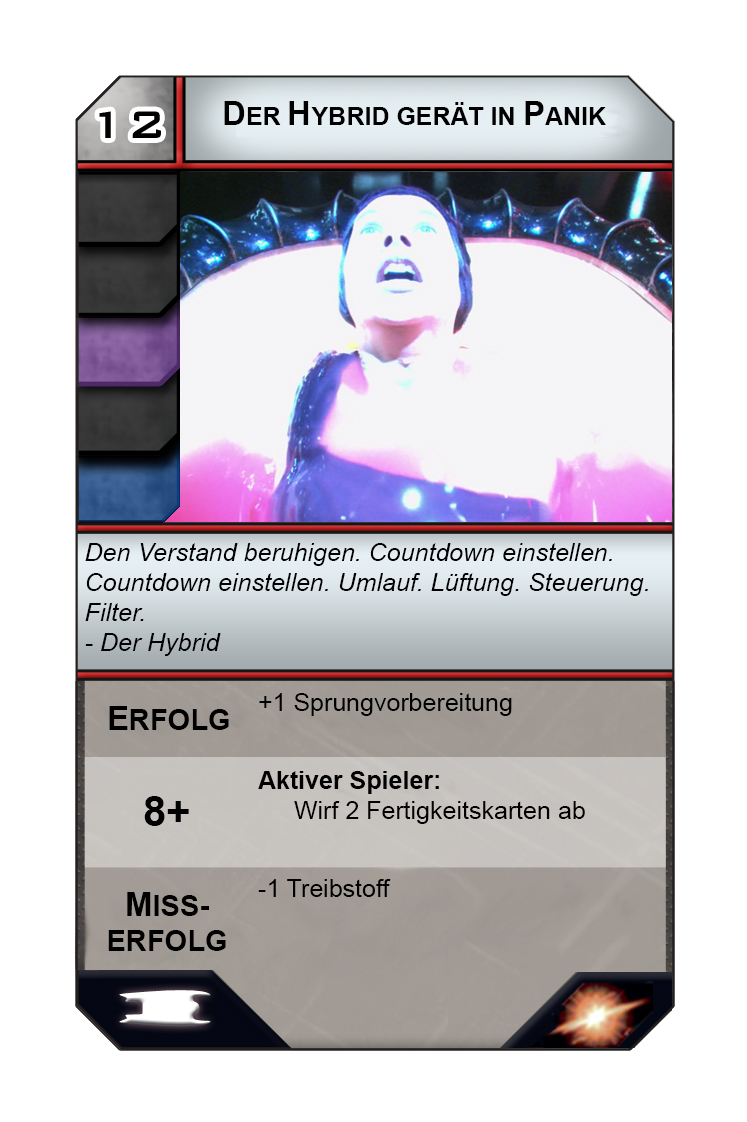 12
DER HYBRID GERÄT IN PANIK
Den Verstand beruhigen. Countdown einstellen.
Countdown einstellen. Umlauf. Lüftung. Steuerung.
Filter.
- Der Hybrid
ERFOLG
+1 Sprungvorbereitung
8+
Aktiver Spieler:
Wirf 2 Fertigkeitskarten ab
MISS-
ERFOLG
-1 Treibstoff